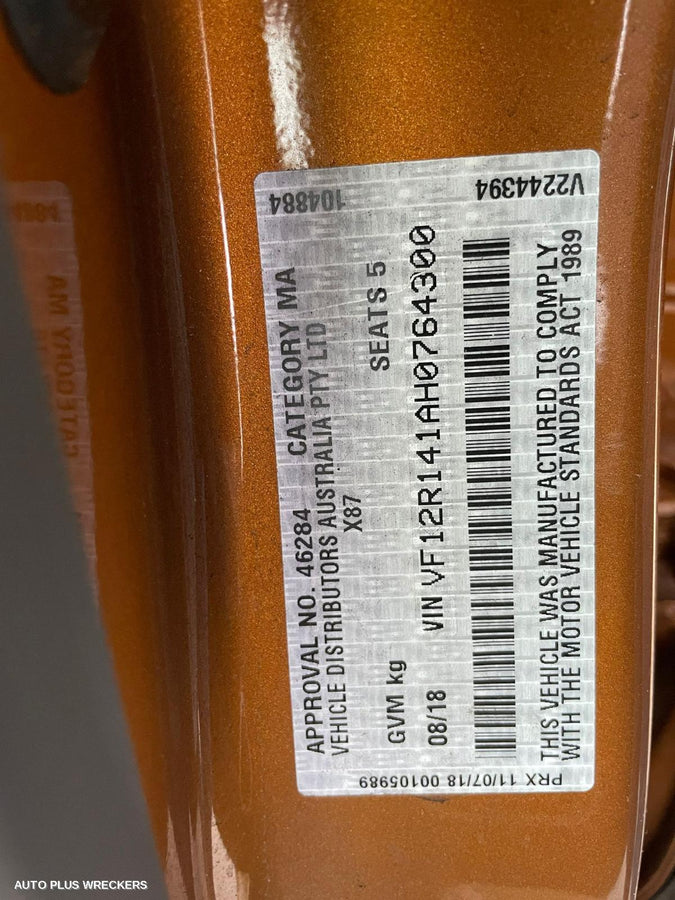 APPROVAL NO. 46284 CATEGORY MA
VEHICLE DISTRIBUTORS AUSTRALIA PTY LTD
X87
GVM kg SEATS 5
08/18 VIN VF12R141AH0764300
THIS VEHICLE WAS MANUFACTURED TO COMPLY
WITH THE MOTOR VEHICLE STANDARDS ACT 1989
104884
V2244394
PRX 11/07/18 00105989
CATEGORY MA
AUTO PLUS WRECKERS